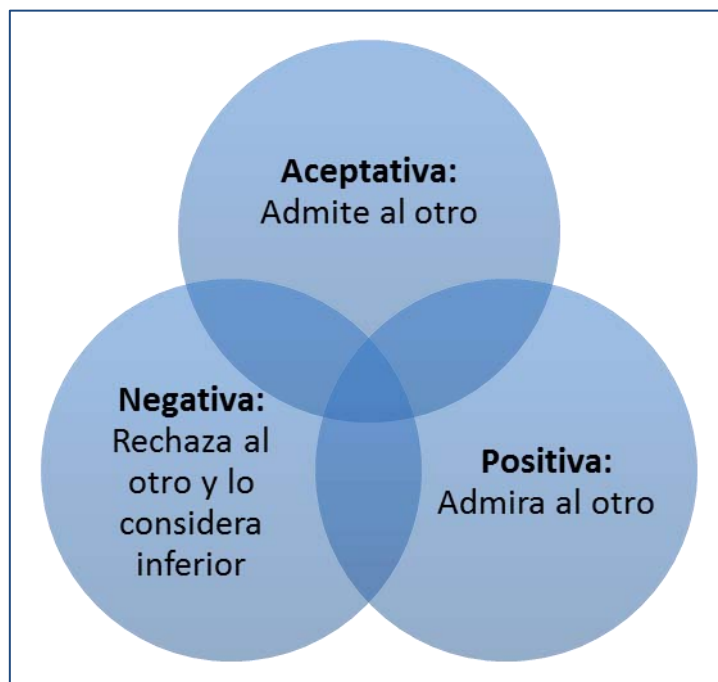 Aceptativa:
Admite al otro
Negativa:
Rechaza al
otro y lo
considera
inferior
Positiva:
Admira al otro